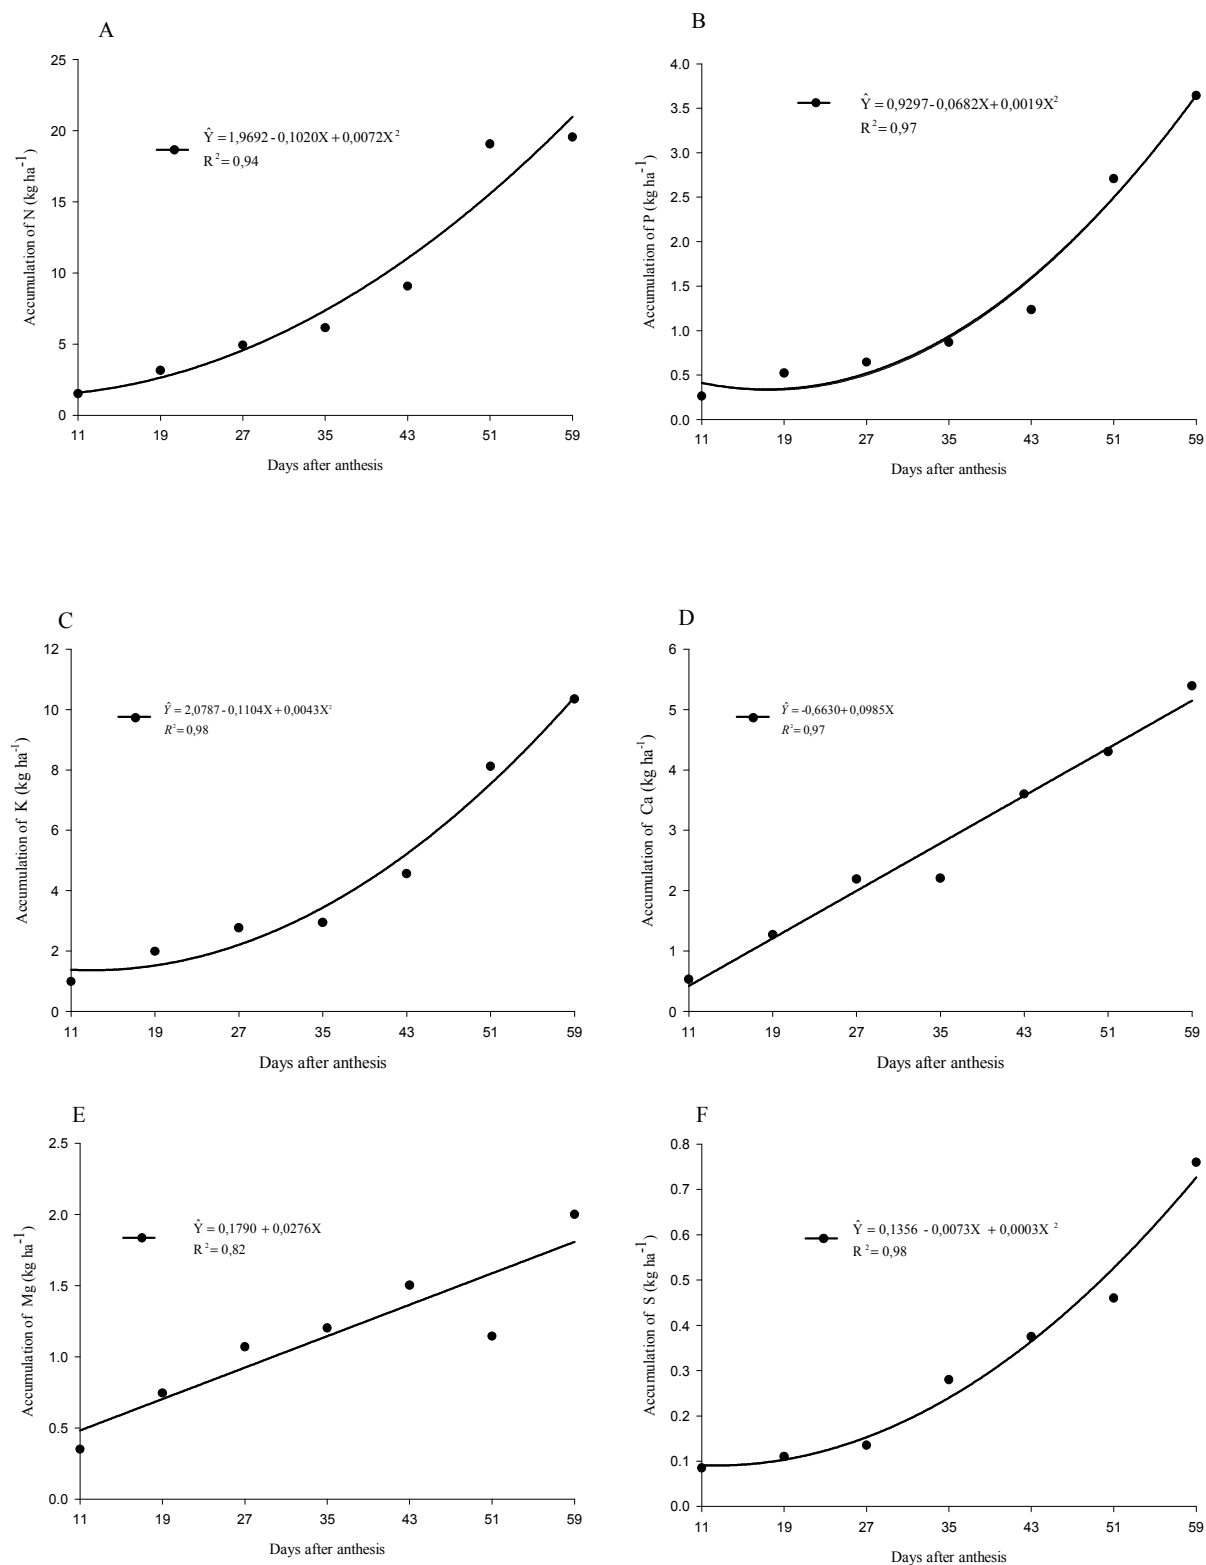 A
25
20
15
10
5
0
Accumulation of N (kg ha⁻¹)
Ŷ = 1,9692 - 0,1020X + 0,0072X²
R² = 0,94
11 19 27 35 43 51 59
Days after anthesis
B
4.0
3.5
3.0
2.5
2.0
1.5
1.0
0.5
0.0
Accumulation of P (kg ha⁻¹)
Ŷ = 0,9297 - 0,0682X + 0,0019X²
R² = 0,97
11 19 27 35 43 51 59
Days after anthesis
C
12
10
8
6
4
2
0
Accumulation of K (kg ha⁻¹)
Ŷ = 2,0787 - 0,1104X + 0,0043X²
R² = 0,98
11 19 27 35 43 51 59
Days after anthesis
D
6
5
4
3
2
1
0
Accumulation of Ca (kg ha⁻¹)
Ŷ = -0,6630 + 0,0985X
R² = 0,97
11 19 27 35 43 51 59
Days after anthesis
E
2.5
2.0
1.5
1.0
0.5
0.0
Accumulation of Mg (kg ha⁻¹)
Ŷ = 0,1790 + 0,0276X
R² = 0,82
11 19 27 35 43 51 59
Days after anthesis
F
0.8
0.7
0.6
0.5
0.4
0.3
0.2
0.1
0.0
Accumulation of S (kg ha⁻¹)
Ŷ = 0,1356 - 0,0073X + 0,0003X²
R² = 0,98
11 19 27 35 43 51 59
Days after anthesis